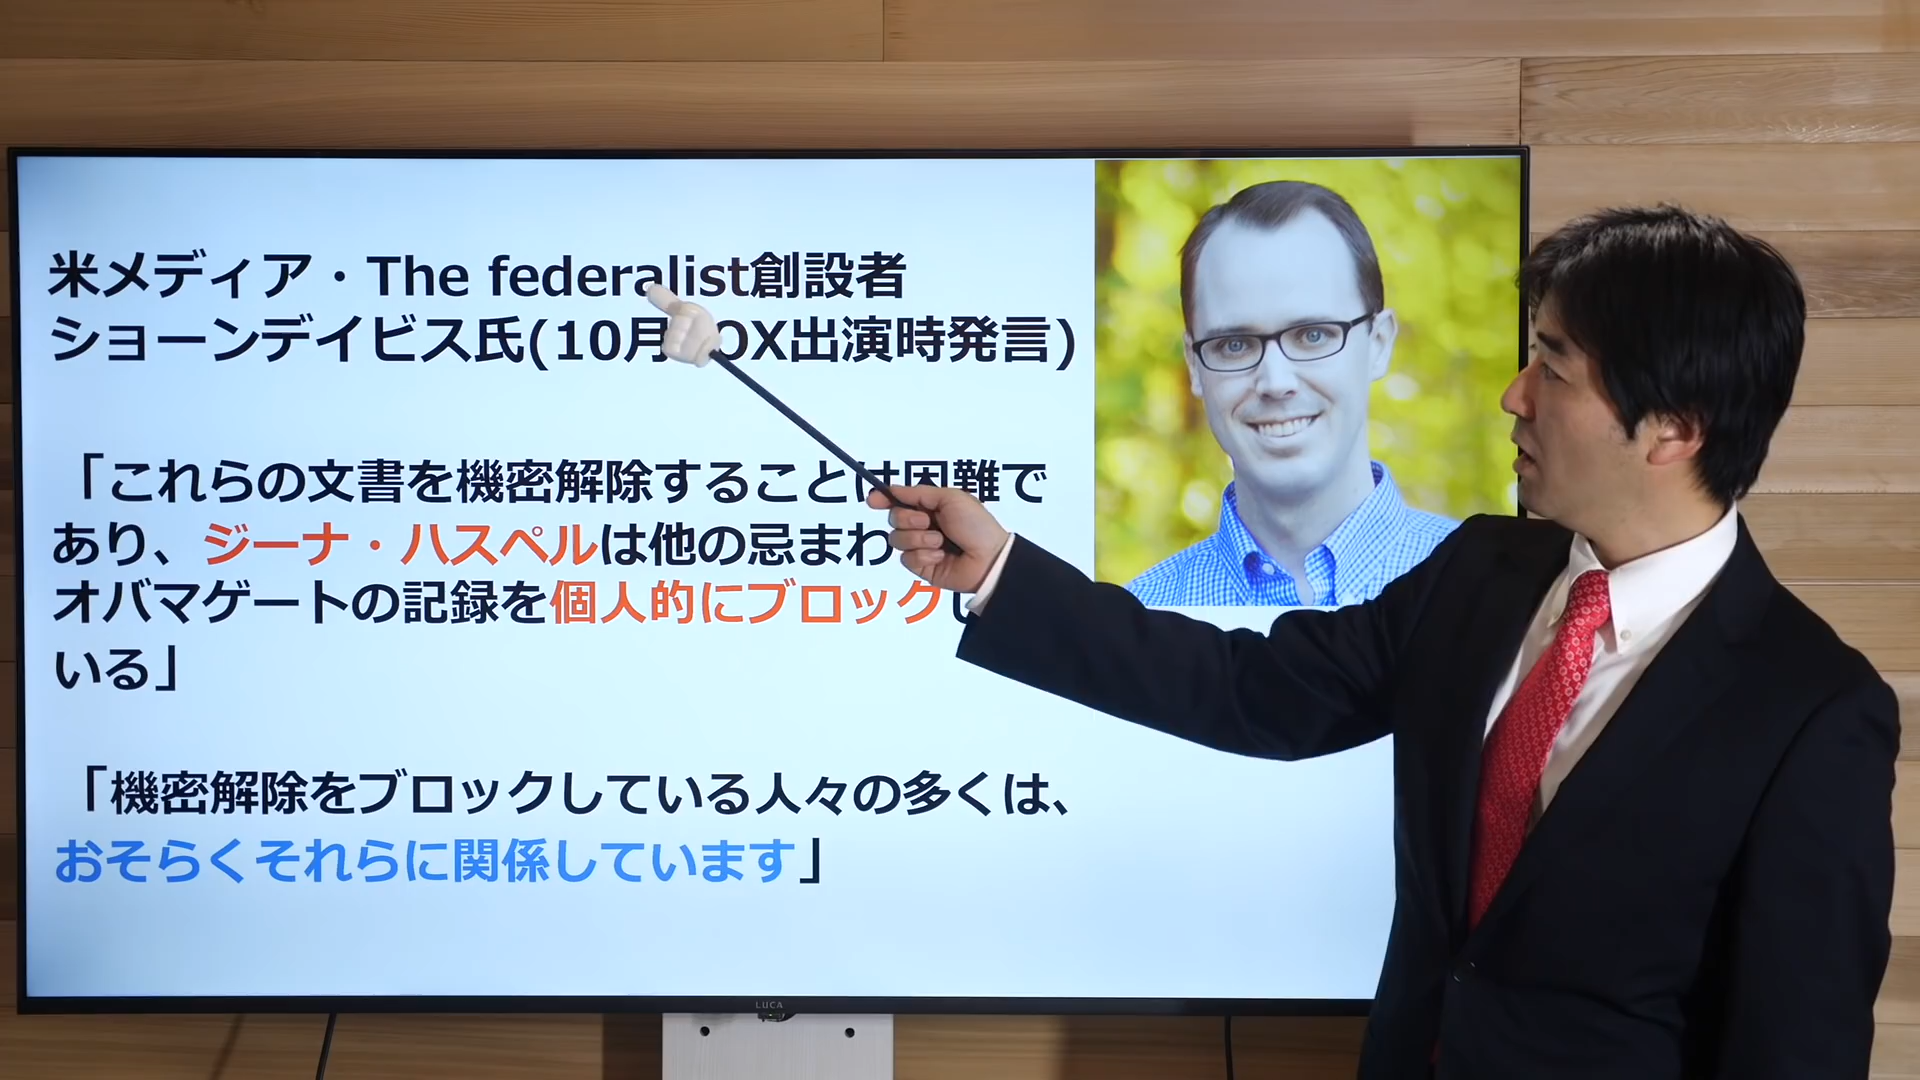 米メディア・The federalist創設者
ショーンデイビス氏(10月 OX出演時発言)
「これらの文書を機密解除することは困難で
あり、ジーナ・ハスペルは他の忌まわ
オバマゲートの記録を個人的にブロックし
いる」
「機密解除をブロックしている人々の多くは、
おそらくそれらに関係しています」
LUCA